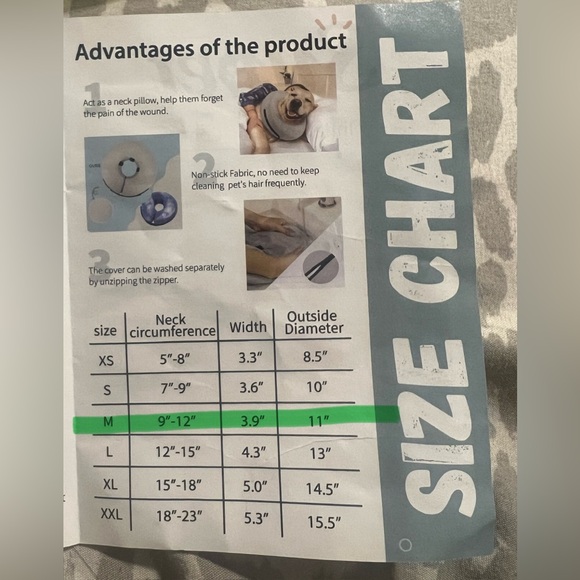 Advantages of the product
1
Act as a neck pillow, help them forget
the pain of the wound.
2
Non-stick Fabric, no need to keep
cleaning pet's hair frequently.
3
The cover can be washed separately
by unzipping the zipper.
size Neck circumference Width Outside Diameter
XS 5"-8" 3.3" 8.5"
S 7"-9" 3.6" 10"
M 9"-12" 3.9" 11"
L 12"-15" 4.3" 13"
XL 15"-18" 5.0" 14.5"
XXL 18"-23" 5.3" 15.5"
SIZE CHART